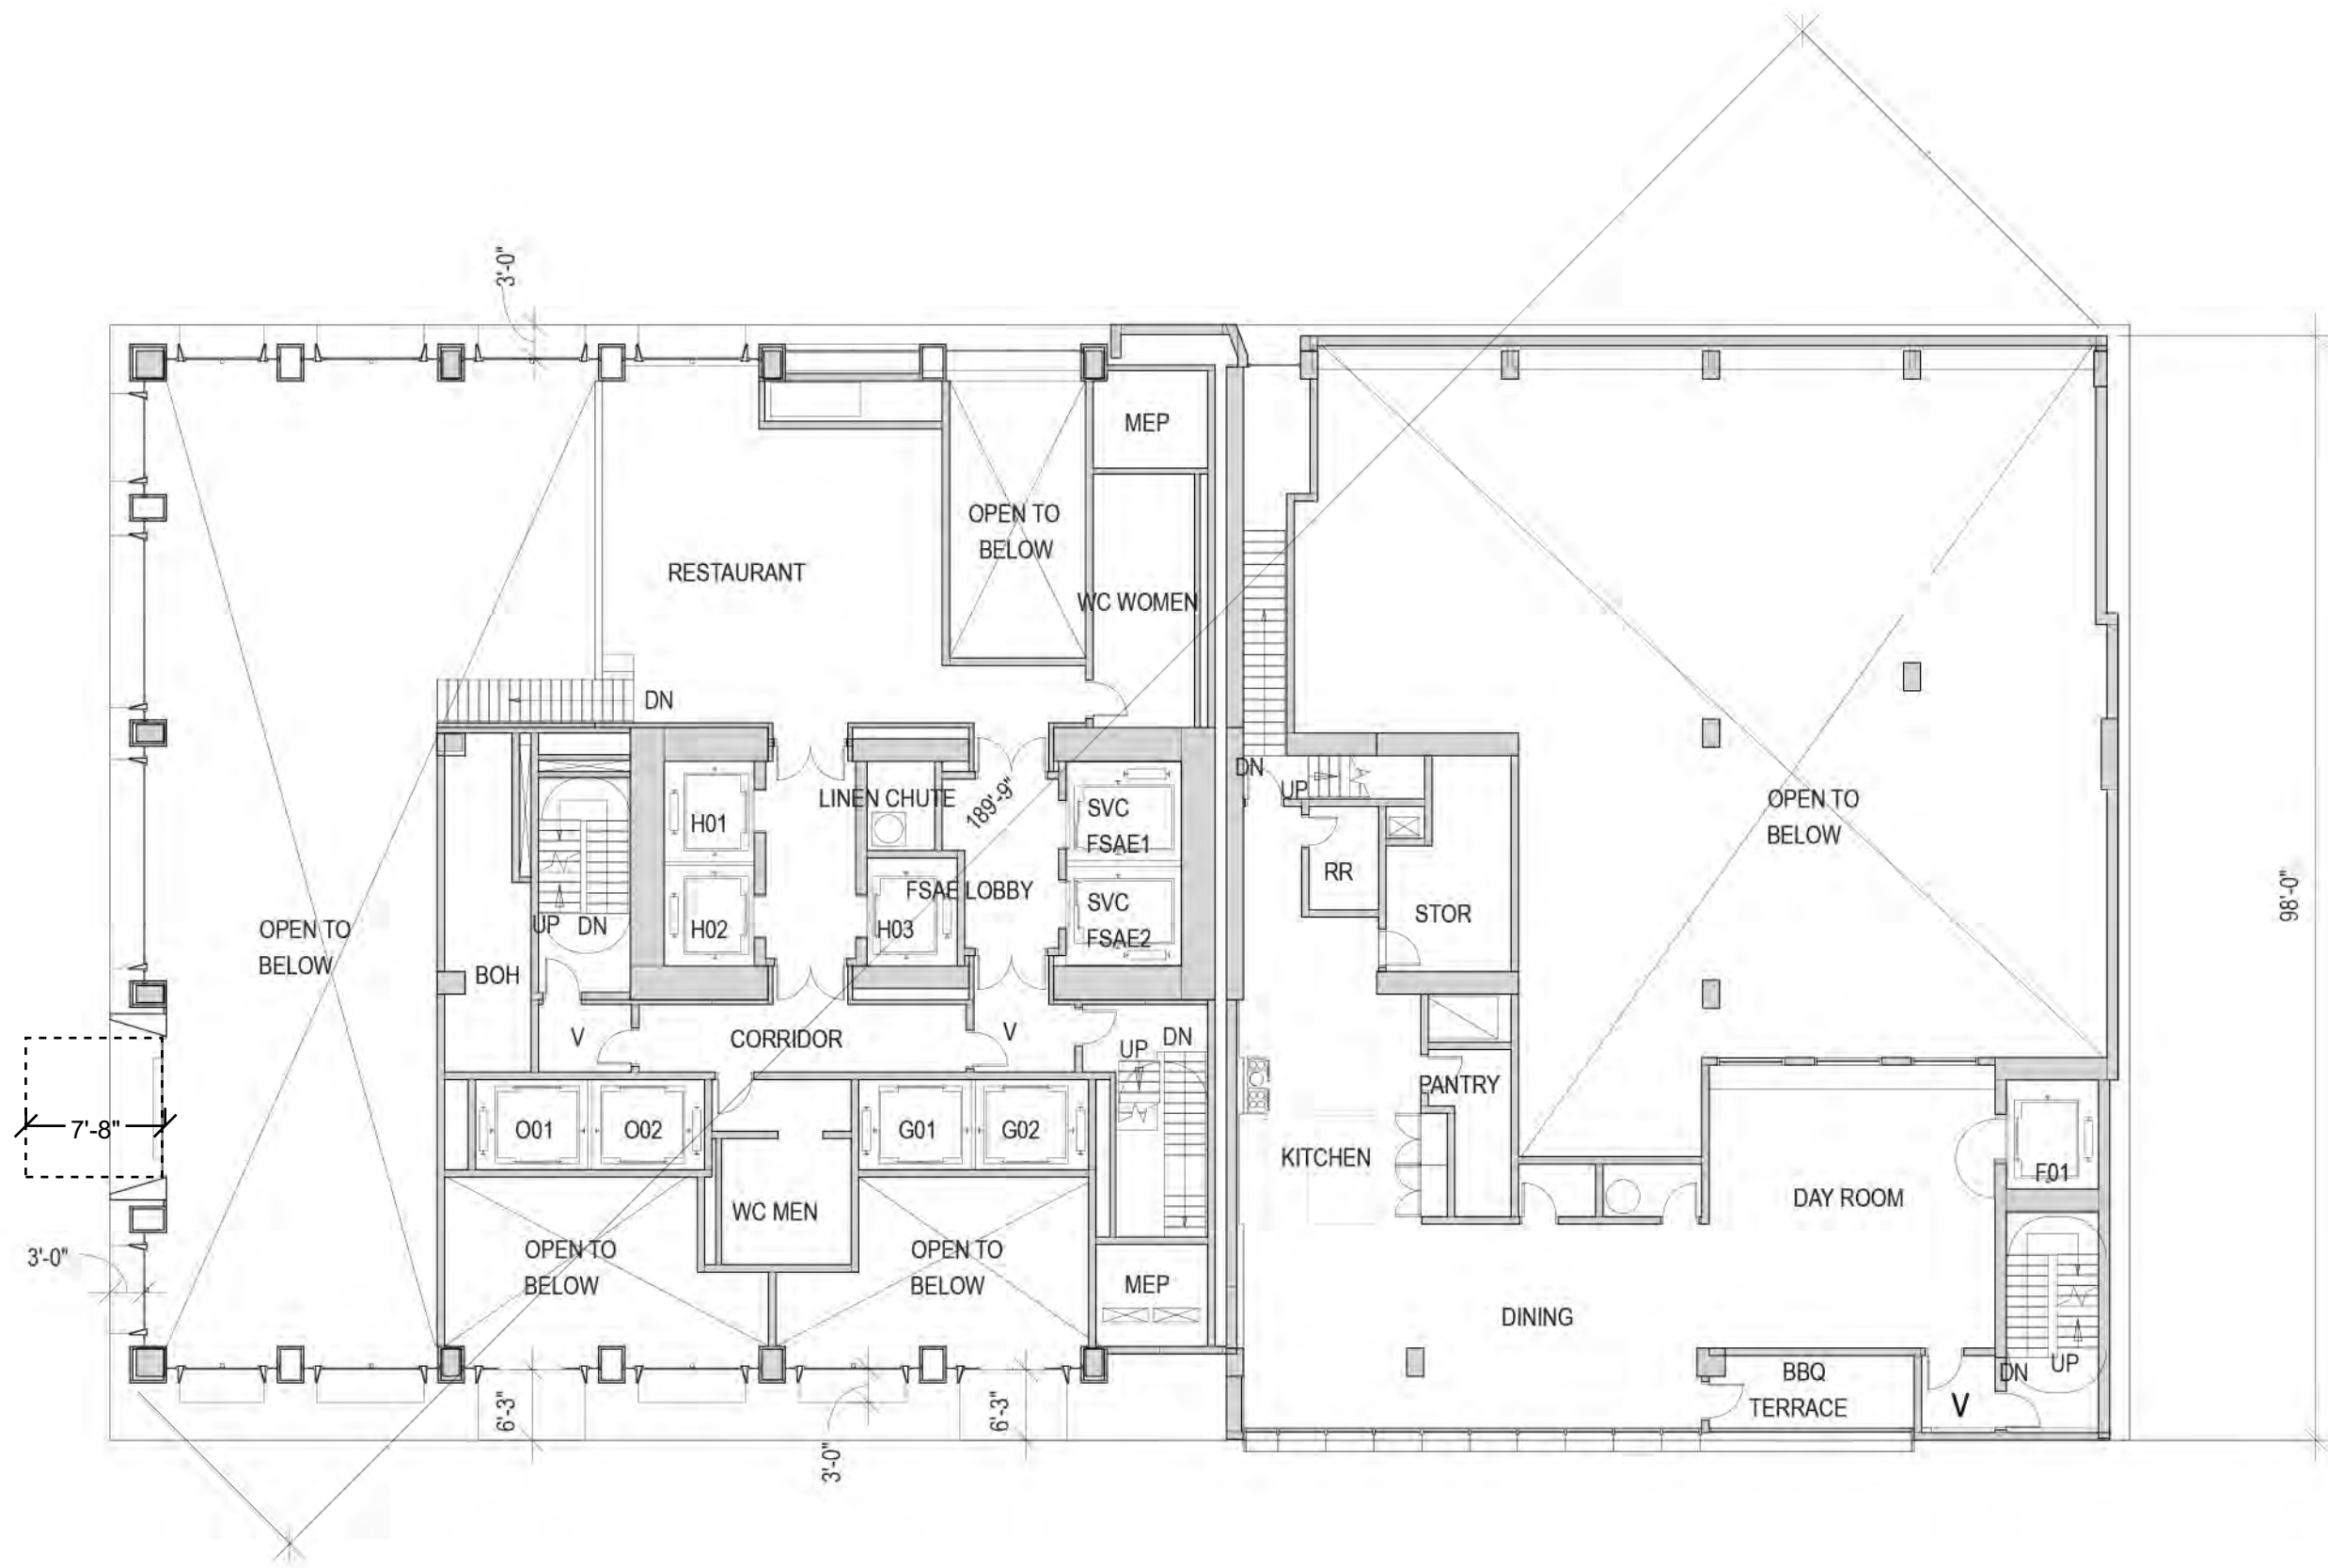 3'-0"
MEP
OPEN TO
BELOW
RESTAURANT
WC WOMEN
DN
DN
UP
OPEN TO
BELOW
LINEN CHUTE
189'-9"
SVC
FSAE1
H01
RR
FSAE LOBBY
SVC
FSAE2
H02
H03
STOR
98'-0"
UP
DN
OPEN TO
BELOW
BOH
V
CORRIDOR
V
UP
DN
PANTRY
7'-8"
O01
O02
G01
G02
KITCHEN
F01
DAY ROOM
WC MEN
3'-0"
OPEN TO
BELOW
OPEN TO
BELOW
MEP
DINING
DN
UP
BBQ
TERRACE
V
6'-3"
6'-3"
3'-0"